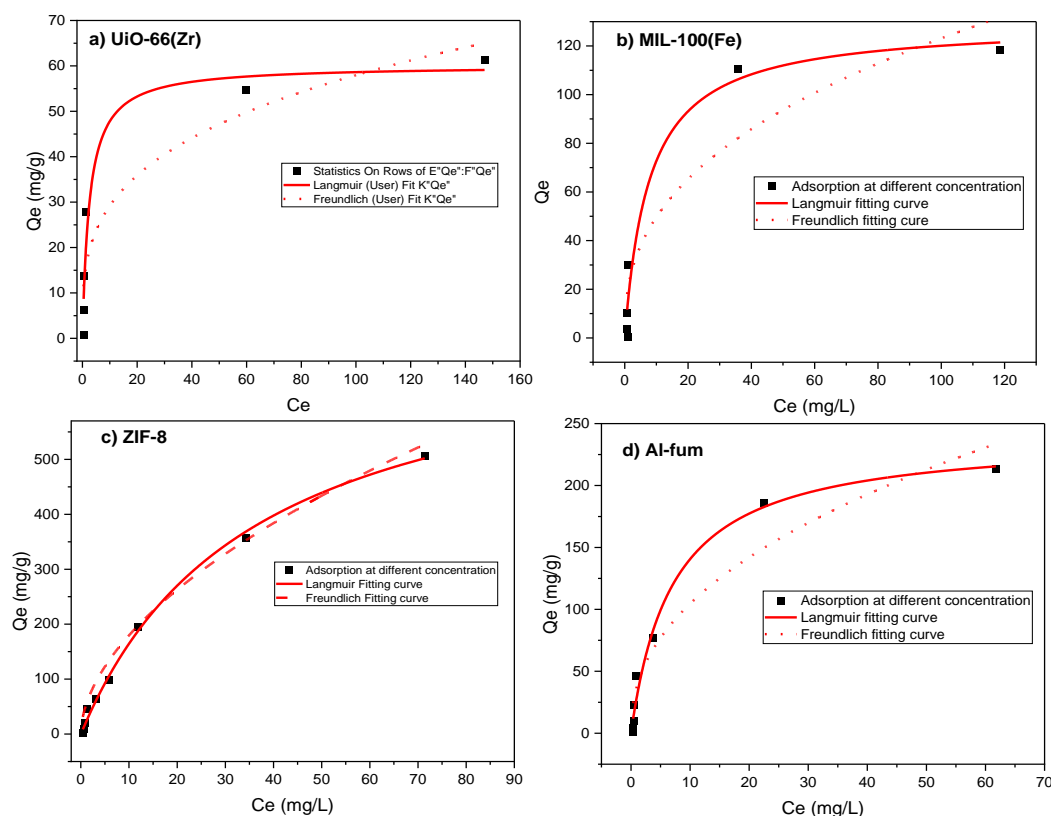 a) UiO-66(Zr)
Qe (mg/g)
70
60
50
40
30
20
10
0
Statistics On Rows of E"Qe":F"Qe"
Langmuir (User) Fit K"Qe"
Freundlich (User) Fit K"Qe"
0 20 40 60 80 100 120 140 160
Ce
b) MIL-100(Fe)
Qe
120
100
80
60
40
20
0
Adsorption at different concentration
Langmuir fitting curve
Freundlich fitting cure
0 20 40 60 80 100 120
Ce (mg/L)
c) ZIF-8
Qe (mg/g)
500
400
300
200
100
0
Adsorption at different concentration
Langmuir Fitting curve
Freundlich Fitting curve
0 10 20 30 40 50 60 70 80 90
Ce (mg/L)
d) Al-fum
Qe (mg/g)
250
200
150
100
50
0
Adsorption at different concentration
Langmuir fitting curve
Freundlich fitting curve
0 10 20 30 40 50 60 70
Ce (mg/L)